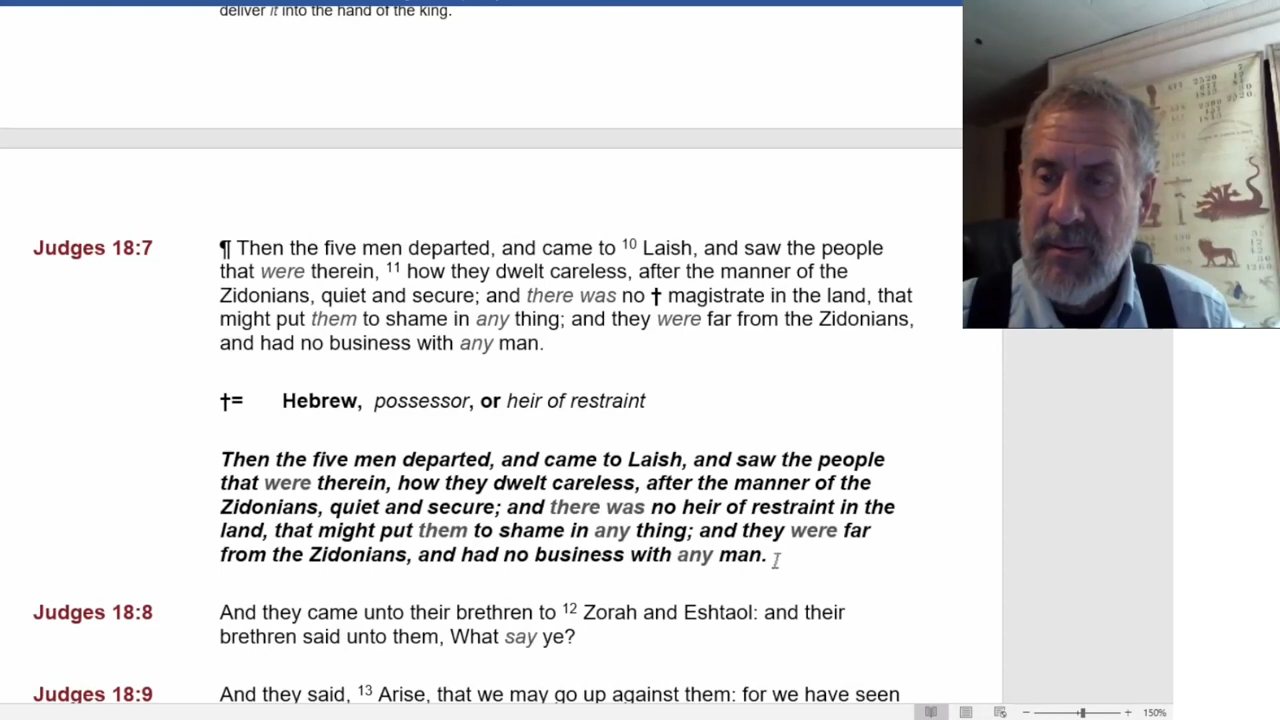 deliver it into the hand of the king.
Judges 18:7
¶ Then the five men departed, and came to 10 Laish, and saw the people
that were therein, 11 how they dwelt careless, after the manner of the
Zidonians, quiet and secure; and there was no † magistrate in the land, that
might put them to shame in any thing; and they were far from the Zidonians,
and had no business with any man.
†= Hebrew, possessor, or heir of restraint
Then the five men departed, and came to Laish, and saw the people
that were therein, how they dwelt careless, after the manner of the
Zidonians, quiet and secure; and there was no heir of restraint in the
land, that might put them to shame in any thing; and they were far
from the Zidonians, and had no business with any man.
Judges 18:8
And they came unto their brethren to 12 Zorah and Eshtaol: and their
brethren said unto them, What say ye?
Judges 18:9
And they said, 13 Arise, that we may go up against them: for we have seen
150%
2520